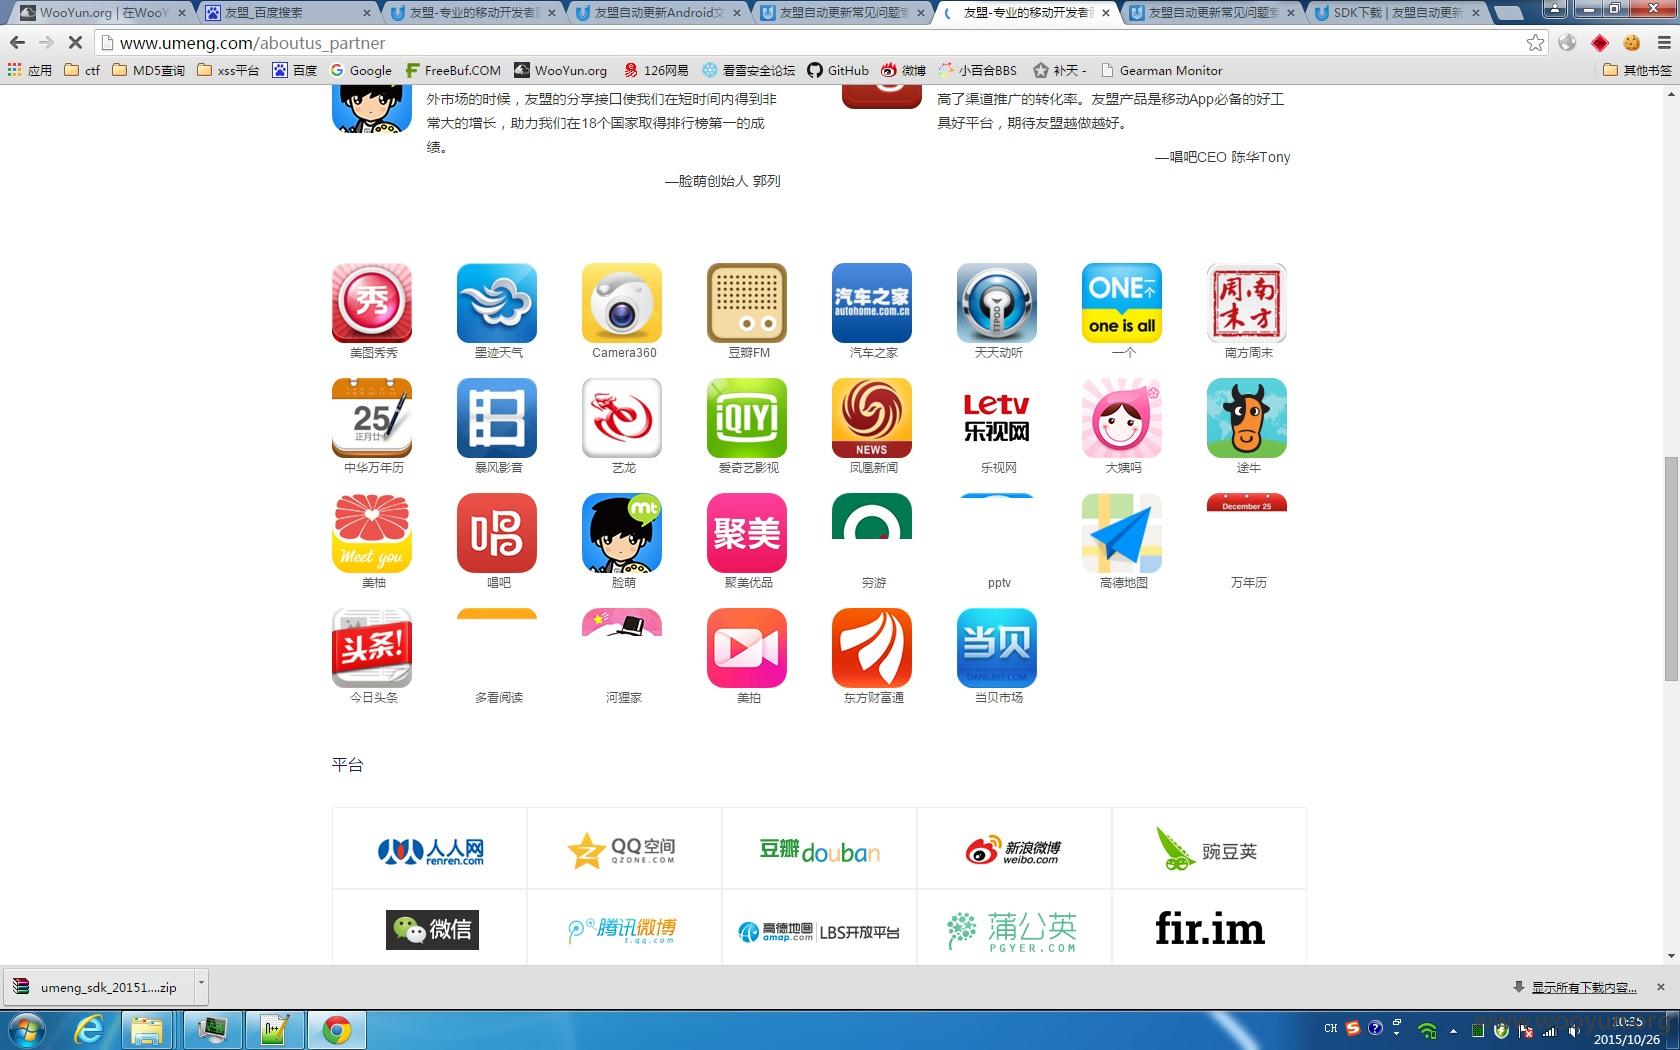 WooYun.org | 在WooY
友盟_百度搜索
友盟-专业的移动开发者
友盟自动更新Android文
友盟自动更新常见问题
友盟-专业的移动开发者
友盟自动更新常见问题
SDK下载 | 友盟自动更新
www.umeng.com/aboutus_partner
应用 ctf MD5查询 xss平台 百度 Google FreeBuf.COM WooYun.org 126网易 看雪安全论坛 GitHub 微博 小百合BBS 补天 - Gearman Monitor 其他书签
外市场的时候，友盟的分享接口使我们在短时间内得到非
常大的增长，助力我们在18个国家取得排行榜第一的成
绩。
—脸萌创始人 郭列
高了渠道推广的转化率。友盟产品是移动App必备的好工
具好平台，期待友盟越做越好。
—唱吧CEO 陈华Tony
秀
汽车之家
autohome.com.cn
TTPOD
ONE一个
one is all
南方周末
美图秀秀 墨迹天气 Camera360 豆瓣FM 汽车之家 天天动听 一个 南方周末
25
正月廿
iQIYI
NEWS
Letv
乐视网
中华万年历 暴风影音 艺龙 爱奇艺影视 凤凰新闻 乐视网 大姨吗 途牛
Meet you
唱
mt
聚美
December 25
美柚 唱吧 脸萌 聚美优品 穷游 pptv 高德地图 万年历
头条!
当贝
DANGBEI.COM
今日头条 多看阅读 河狸家 美拍 东方财富通 当贝市场
平台
人人网
renren.com
QQ空间
QZONE.COM
豆瓣douban
新浪微博
weibo.com
豌豆荚
微信
腾讯微博
t.qq.com
高德地图
amap.com
LBS开放平台
蒲公英
PGYER.COM
fir.im
umeng_sdk_20151....zip
显示所有下载内容...
CH
10:35
2015/10/26
www.wooyun.org